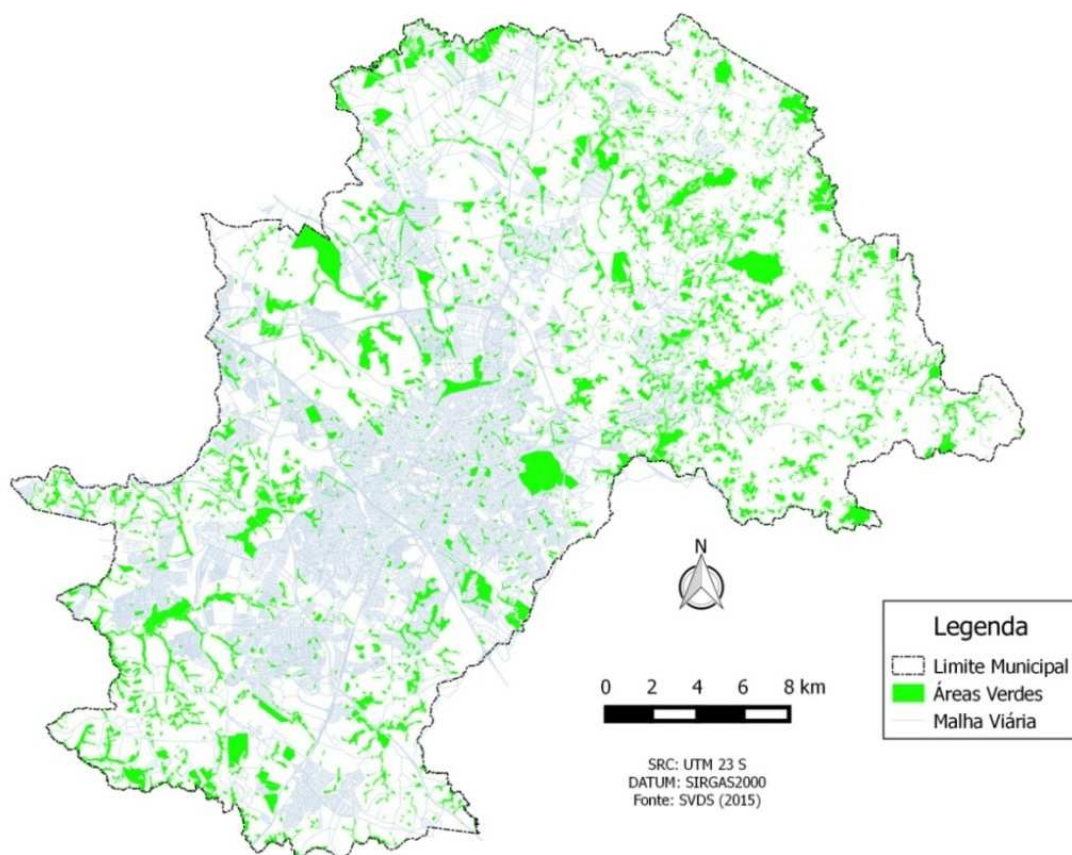 N
0 2 4 6 8 km
SRC: UTM 23 S
DATUM: SIRGAS2000
Fonte: SVDS (2015)
Legenda
Limite Municipal
Áreas Verdes
Malha Viária